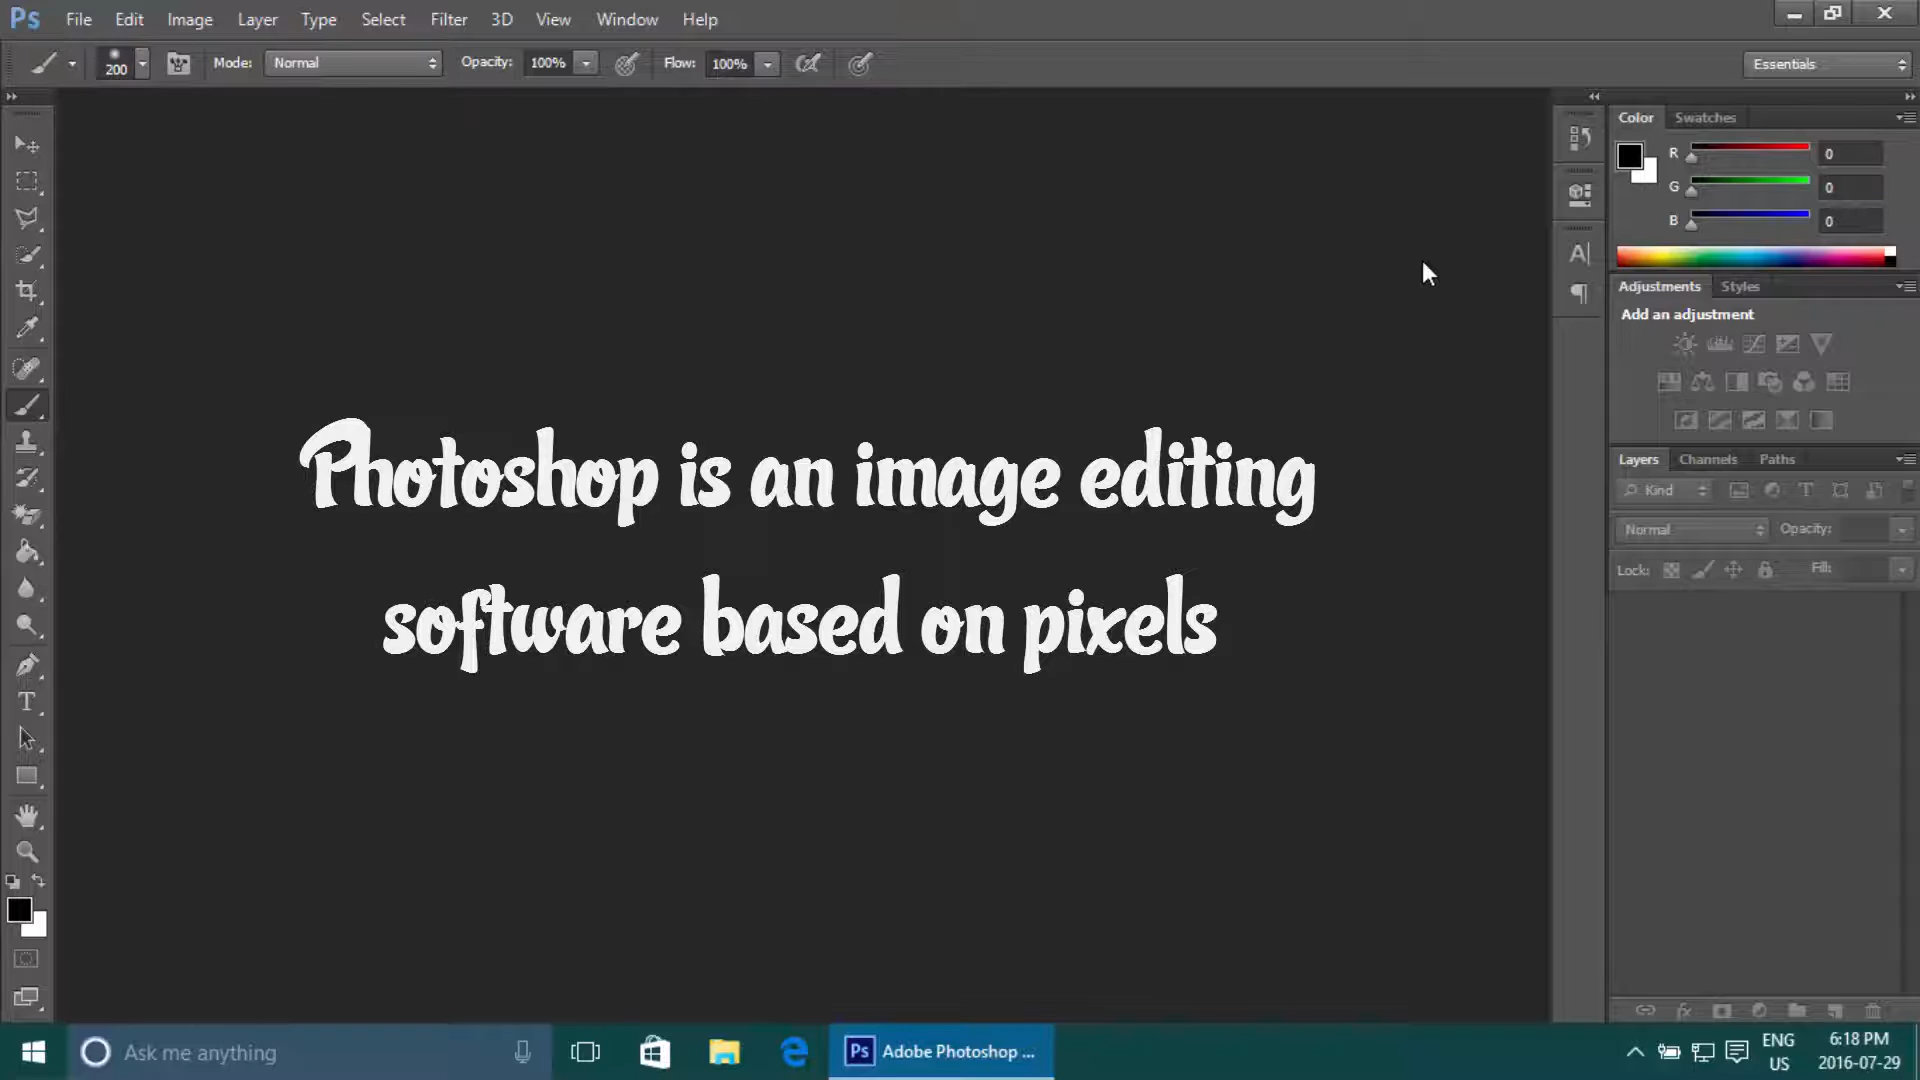 Ps File Edit Image Layer Type Select Filter 3D View Window Help
200 Mode: Normal Opacity: 100% Flow: 100% Essentials
Color Swatches
R 0
G 0
B 0
Adjustments Styles
Add an adjustment
Photoshop is an image editing
software based on pixels
Layers Channels Paths
Kind
Normal Opacity:
Lock: Fill:
Ask me anything
Ps Adobe Photoshop ...
ENG
US
6:18 PM
2016-07-29